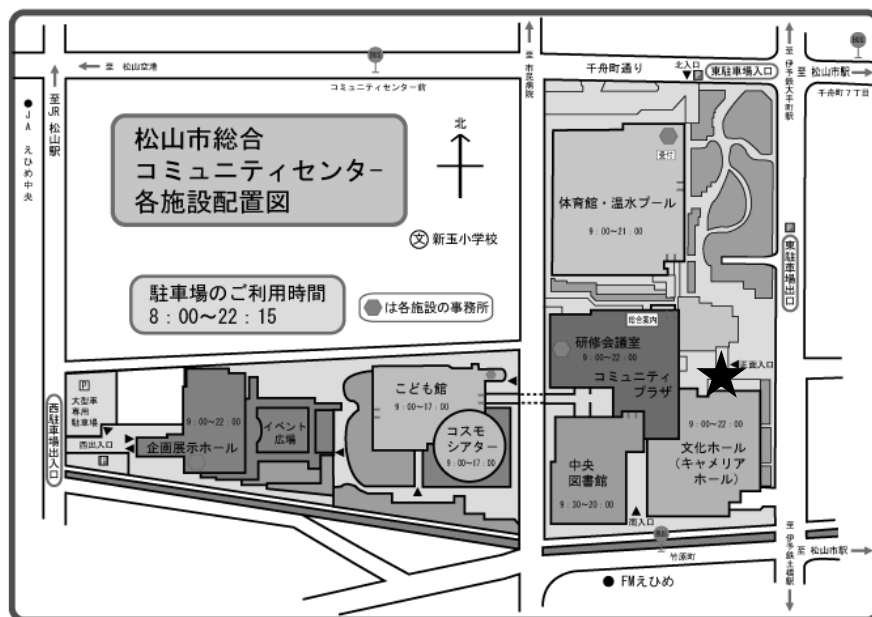 至 松山空港
BUS
コミュニティセンター前
至市民病院
千舟町通り
北入口
P
東駐車場入口
至伊予鉄大手町駅
BUS
至 松山市駅
千舟町7丁目
JA えひめ中央
至JR松山駅
松山市総合
コミュニティセンター
各施設配置図
北
文 新玉小学校
受付
体育館・温水プール
9:00〜21:00
P
東駐車場出口
駐車場のご利用時間
8:00〜22:15
は各施設の事務所
総合案内
研修会議室
9:00〜22:00
コミュニティ
プラザ
正面入口
P
大型車
専用
駐車場
西駐車場出入口
西出入口
P
9:00〜22:00
企画展示ホール
イベント
広場
こども館
9:00〜17:00
コスモ
シアター
9:00〜17:00
中央
図書館
9:30〜20:00
南入口
9:00〜22:00
文化ホール
(キャメリア
ホール)
BUS
竹原町
至伊予鉄土橋駅
至 松山市駅
FMえひめ